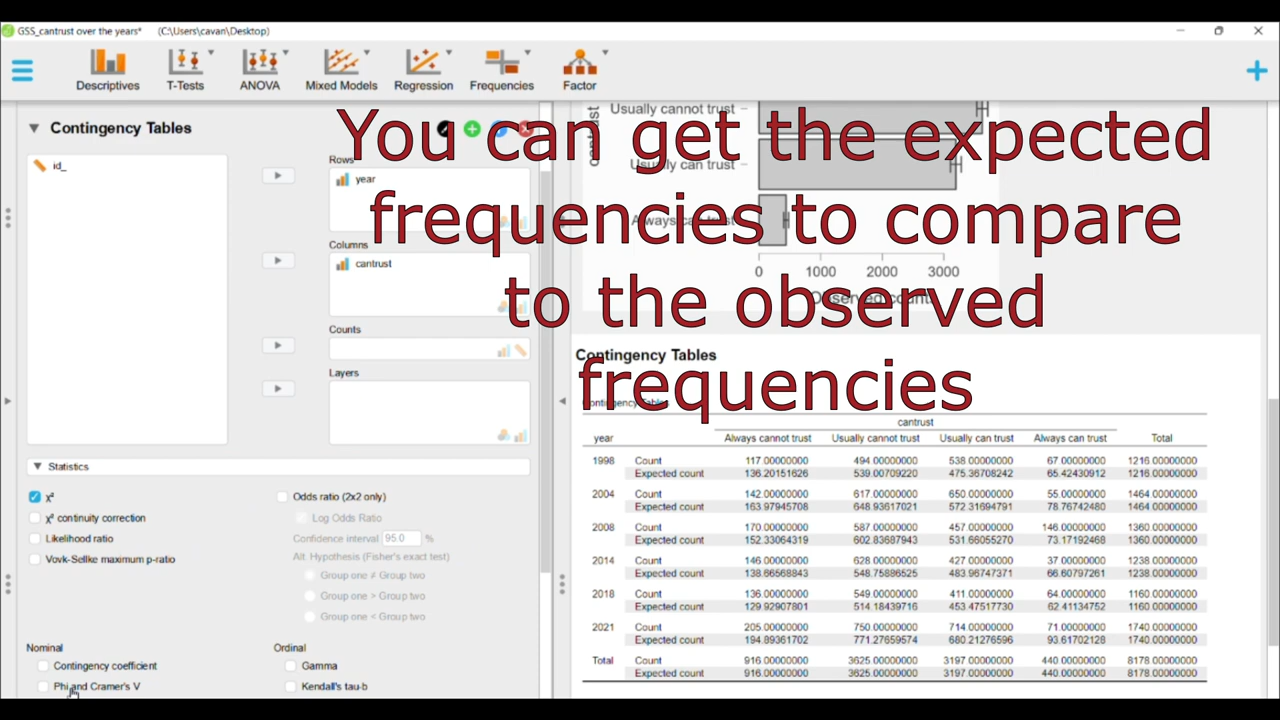 GSS_cantrust over the years* (C:\Users\cavan\Desktop)
Descriptives T-Tests ANOVA Mixed Models Regression Frequencies Factor
You can get the expected
frequencies to compare
to the observed
frequencies
Contingency Tables
id_
Rows
year
Columns
cantrust
Counts
Layers
Statistics
χ²
χ² continuity correction
Likelihood ratio
Vovk-Sellke maximum p-ratio
Odds ratio (2x2 only)
Log Odds Ratio
Confidence interval 95.0 %
Alt. Hypothesis (Fisher's exact test)
Group one ≠ Group two
Group one > Group two
Group one < Group two
Nominal
Contingency coefficient
Phi and Cramer's V
Ordinal
Gamma
Kendall's tau-b
cantrust
Usually cannot trust
Usually can trust
Always can trust
0 1000 2000 3000
Observed counts
Contingency Tables
Contingency Tables
cantrust
year Always cannot trust Usually cannot trust Usually can trust Always can trust Total
1998 Count 117.00000000 494.00000000 538.00000000 67.00000000 1216.00000000
Expected count 136.20151626 539.00709220 475.36708242 65.42430912 1216.00000000
2004 Count 142.00000000 617.00000000 650.00000000 55.00000000 1464.00000000
Expected count 163.97945708 648.93617021 572.31694791 78.76742480 1464.00000000
2008 Count 170.00000000 587.00000000 457.00000000 146.00000000 1360.00000000
Expected count 152.33064319 602.83687943 531.66055270 73.17192468 1360.00000000
2014 Count 146.00000000 628.00000000 427.00000000 37.00000000 1238.00000000
Expected count 138.66568843 548.75886525 483.96747371 66.60797261 1238.00000000
2018 Count 136.00000000 549.00000000 411.00000000 64.00000000 1160.00000000
Expected count 129.92907801 514.18439716 453.47517730 62.41134752 1160.00000000
2021 Count 205.00000000 750.00000000 714.00000000 71.00000000 1740.00000000
Expected count 194.89361702 771.27659574 680.21276596 93.61702128 1740.00000000
Total Count 916.00000000 3625.00000000 3197.00000000 440.00000000 8178.00000000
Expected count 916.00000000 3625.00000000 3197.00000000 440.00000000 8178.00000000